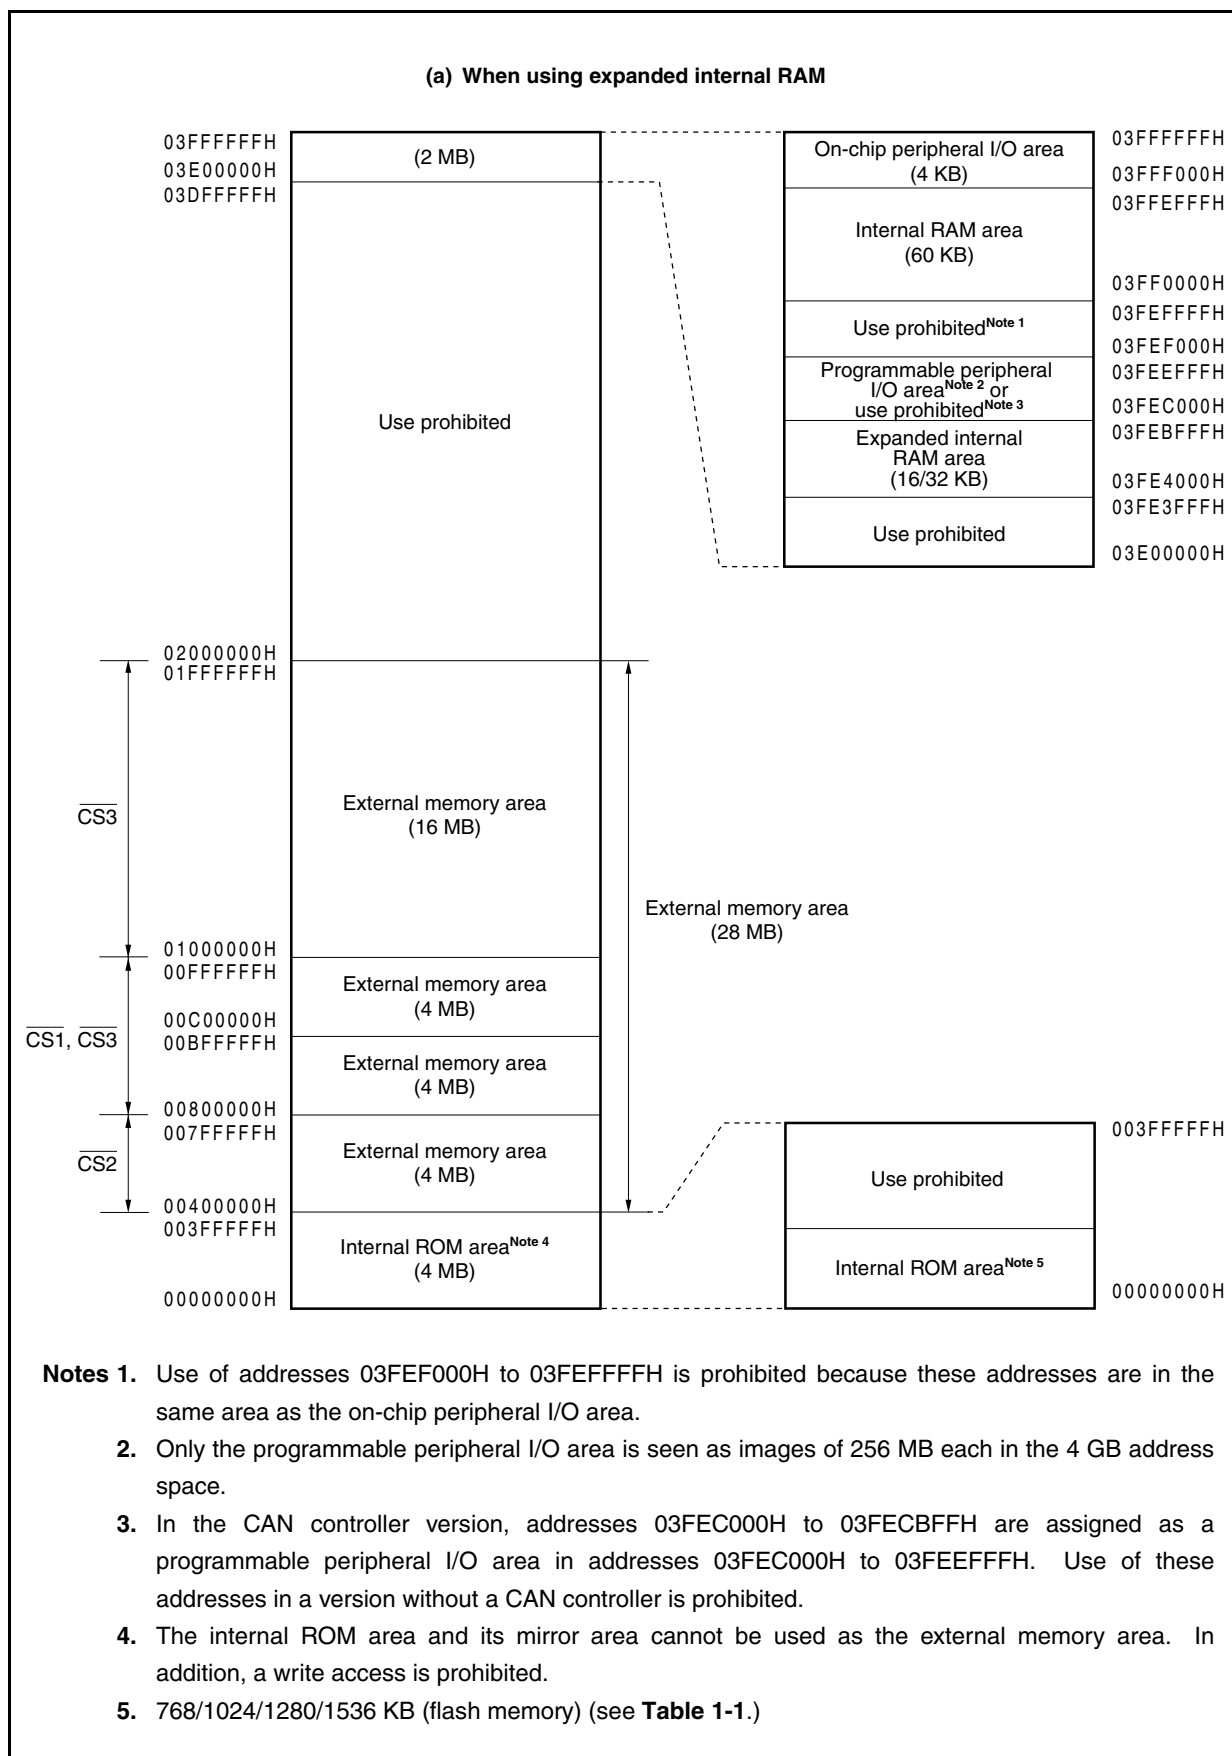 (a) When using expanded internal RAM
03FFFFFFH
(2 MB)
03E00000H
03DFFFFFH
Use prohibited
02000000H
01FFFFFFH
CS3
External memory area
(16 MB)
External memory area
(28 MB)
01000000H
00FFFFFFH
External memory area
(4 MB)
00C00000H
CS1, CS3
00BFFFFFH
External memory area
(4 MB)
00800000H
007FFFFFH
CS2
External memory area
(4 MB)
00400000H
003FFFFFH
Internal ROM areaNote 4
(4 MB)
00000000H
On-chip peripheral I/O area
(4 KB)
03FFFFFFH
03FFF000H
03FFEFFFH
Internal RAM area
(60 KB)
03FF0000H
03FEFFFFH
Use prohibitedNote 1
03FEF000H
03FEEFFFH
Programmable peripheral
I/O areaNote 2 or
use prohibitedNote 3
03FEC000H
03FEBFFFH
Expanded internal
RAM area
(16/32 KB)
03FE4000H
03FE3FFFH
Use prohibited
03E00000H
003FFFFFH
Use prohibited
Internal ROM areaNote 5
00000000H
Notes 1. Use of addresses 03FEF000H to 03FEFFFFH is prohibited because these addresses are in the
same area as the on-chip peripheral I/O area.
2. Only the programmable peripheral I/O area is seen as images of 256 MB each in the 4 GB address
space.
3. In the CAN controller version, addresses 03FEC000H to 03FECBFFH are assigned as a
programmable peripheral I/O area in addresses 03FEC000H to 03FEEFFFH. Use of these
addresses in a version without a CAN controller is prohibited.
4. The internal ROM area and its mirror area cannot be used as the external memory area. In
addition, a write access is prohibited.
5. 768/1024/1280/1536 KB (flash memory) (see Table 1-1.)